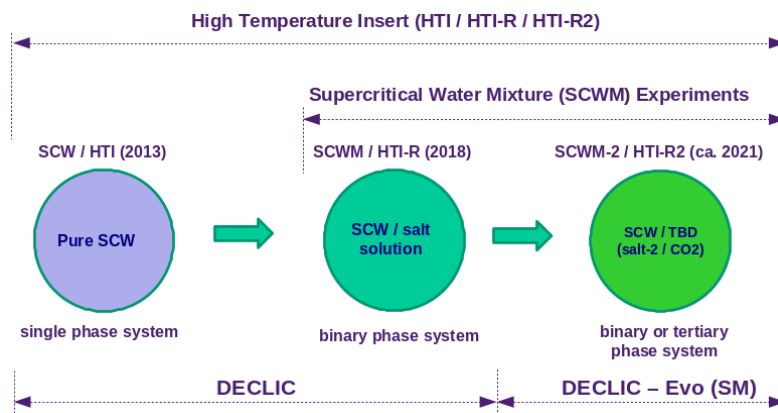 High Temperature Insert (HTI / HTI-R / HTI-R2)
Supercritical Water Mixture (SCWM) Experiments
SCW / HTI (2013)
SCWM / HTI-R (2018)
SCWM-2 / HTI-R2 (ca. 2021)
Pure SCW
SCW / salt
solution
SCW / TBD
(salt-2 / CO2)
single phase system
binary phase system
binary or tertiary
phase system
DECLIC
DECLIC – Evo (SM)